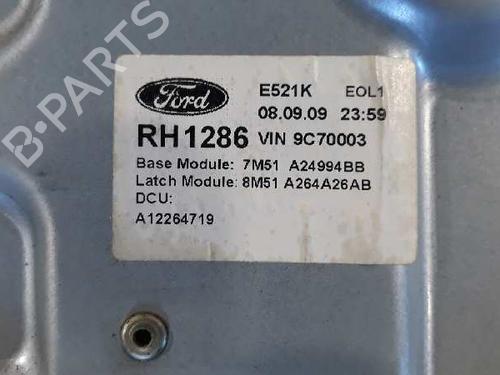 Ford
E521K EOL1
08.09.09 23:59
RH1286 VIN 9C70003
Base Module: 7M51 A24994BB
Latch Module: 8M51 A264A26AB
DCU:
A12264719